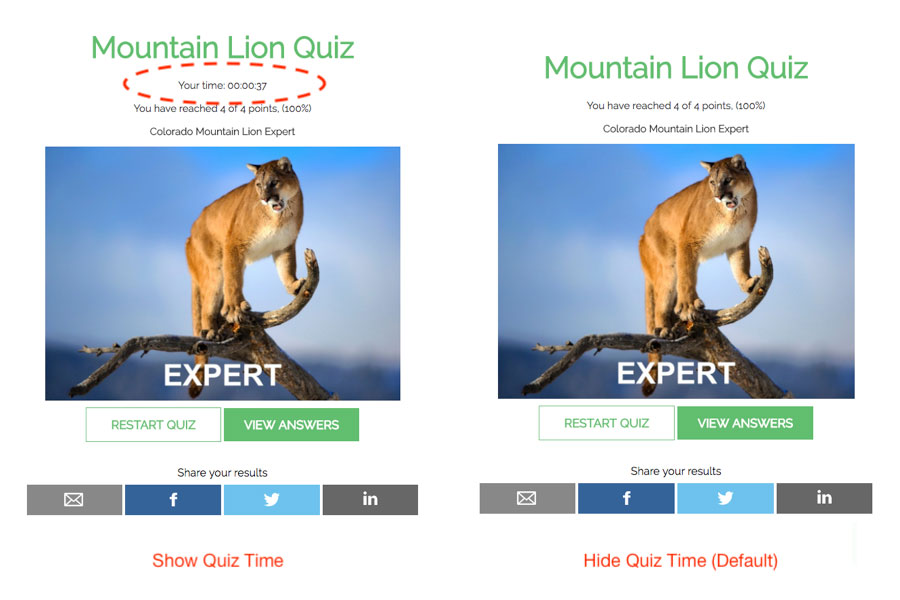 Mountain Lion Quiz
Your time: 00:00:37
You have reached 4 of 4 points, (100%)
Colorado Mountain Lion Expert
EXPERT
RESTART QUIZ
VIEW ANSWERS
Share your results
f
in
Show Quiz Time
Mountain Lion Quiz
You have reached 4 of 4 points, (100%)
Colorado Mountain Lion Expert
EXPERT
RESTART QUIZ
VIEW ANSWERS
Share your results
f
in
Hide Quiz Time (Default)